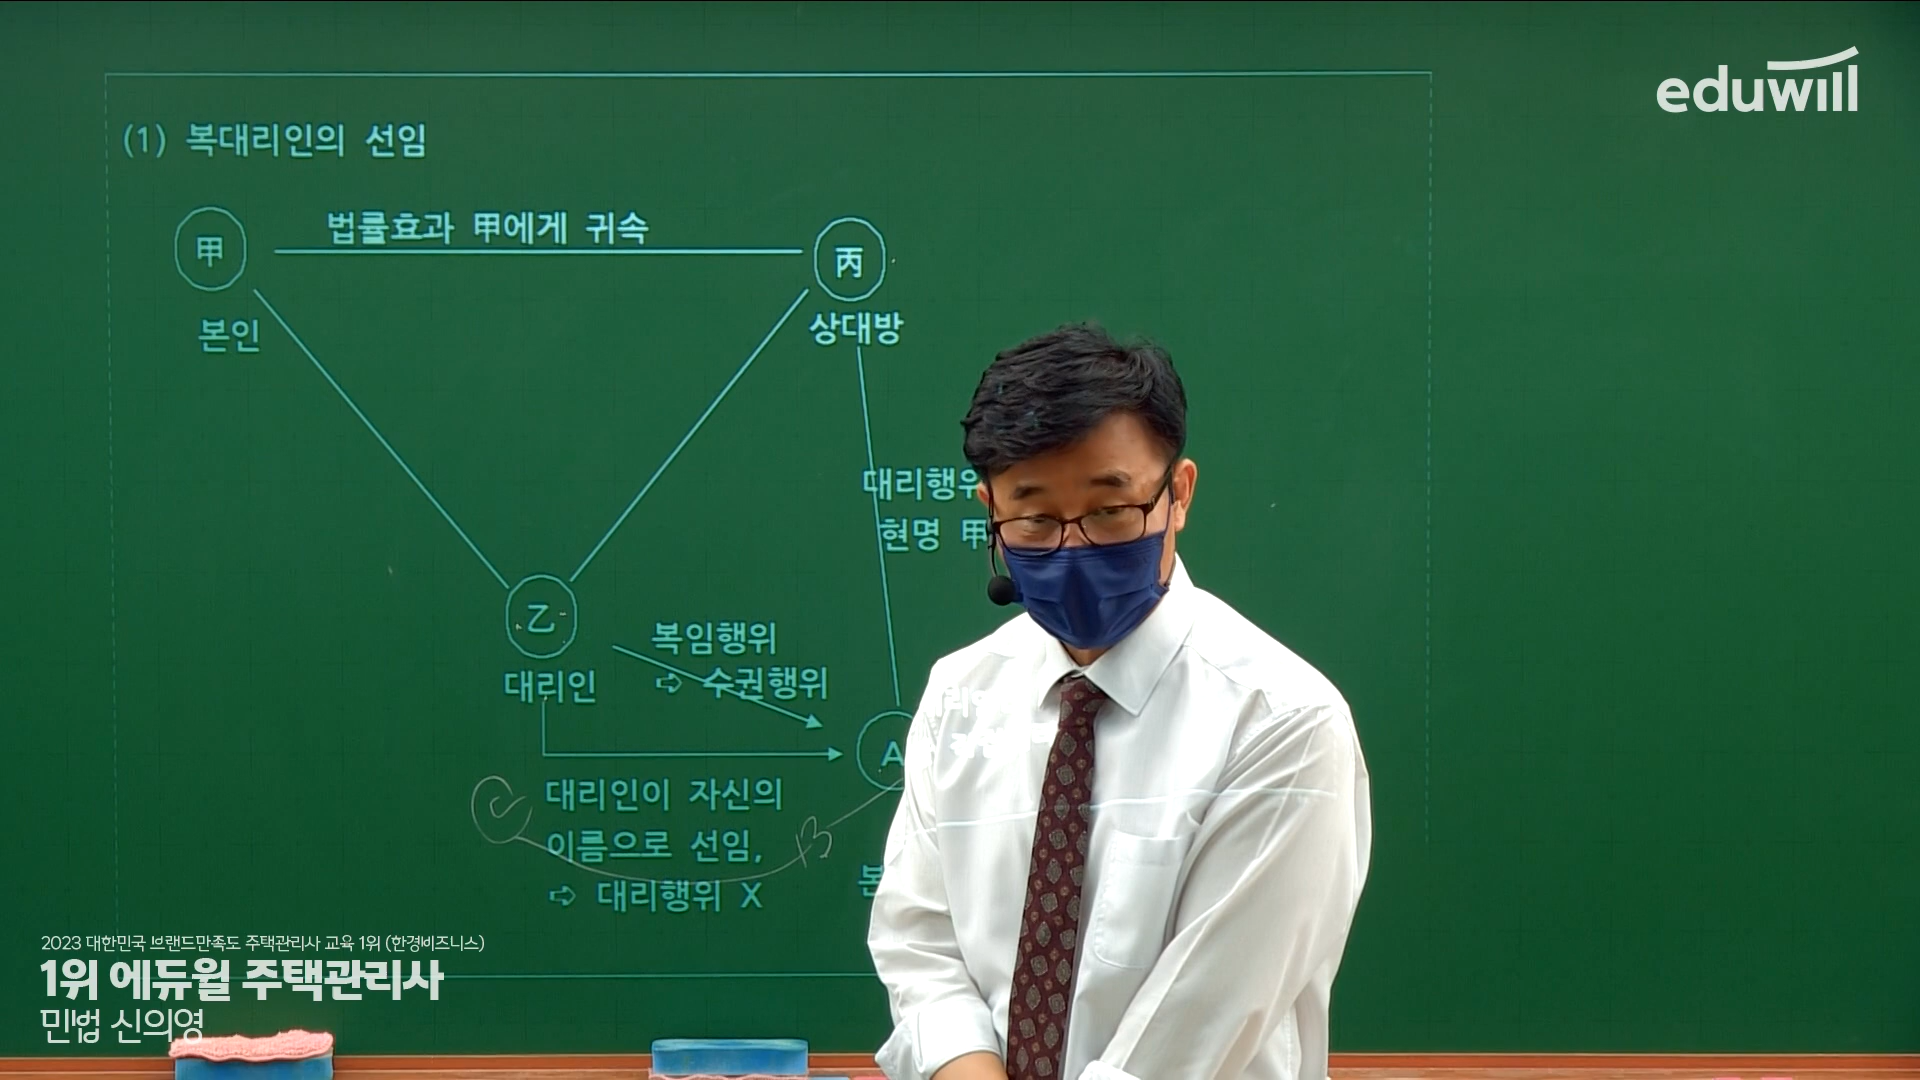 eduwill
(1) 복대리인의 선임
법률효과 甲에게 귀속
甲
丙
본인
상대방
대리행위
현명 甲
乙
복임행위
대리인
⇨ 수권행위
A
대리인이 자신의
이름으로 선임,
B
⇨ 대리행위 X
본
2023 대한민국 브랜드만족도 주택관리사 교육 1위 (한경비즈니스)
1위 에듀윌 주택관리사
민법 신의영